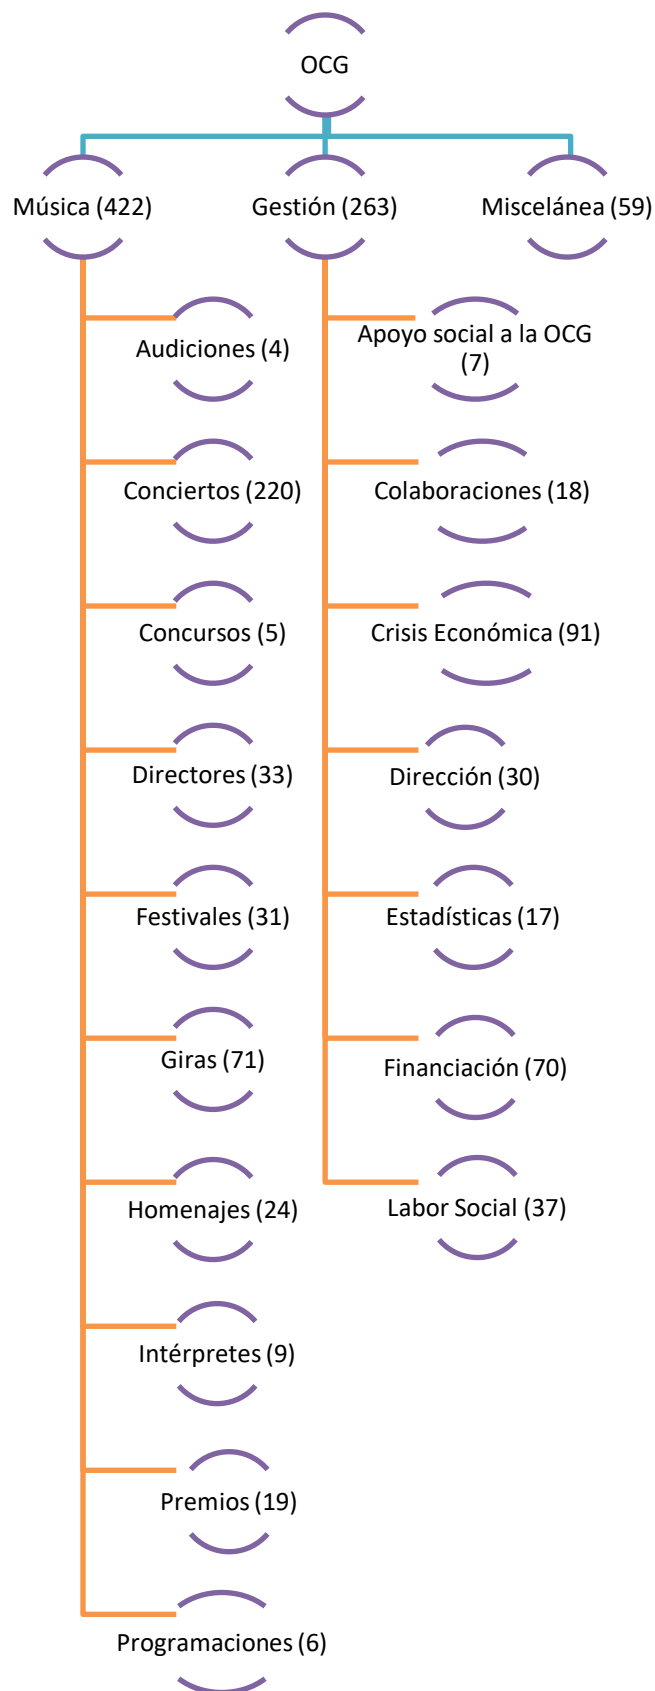 OCG
Música (422)
Gestión (263)
Miscelánea (59)
Audiciones (4)
Conciertos (220)
Concursos (5)
Directores (33)
Festivales (31)
Giras (71)
Homenajes (24)
Intérpretes (9)
Premios (19)
Programaciones (6)
Apoyo social a la OCG
(7)
Colaboraciones (18)
Crisis Económica (91)
Dirección (30)
Estadísticas (17)
Financiación (70)
Labor Social (37)